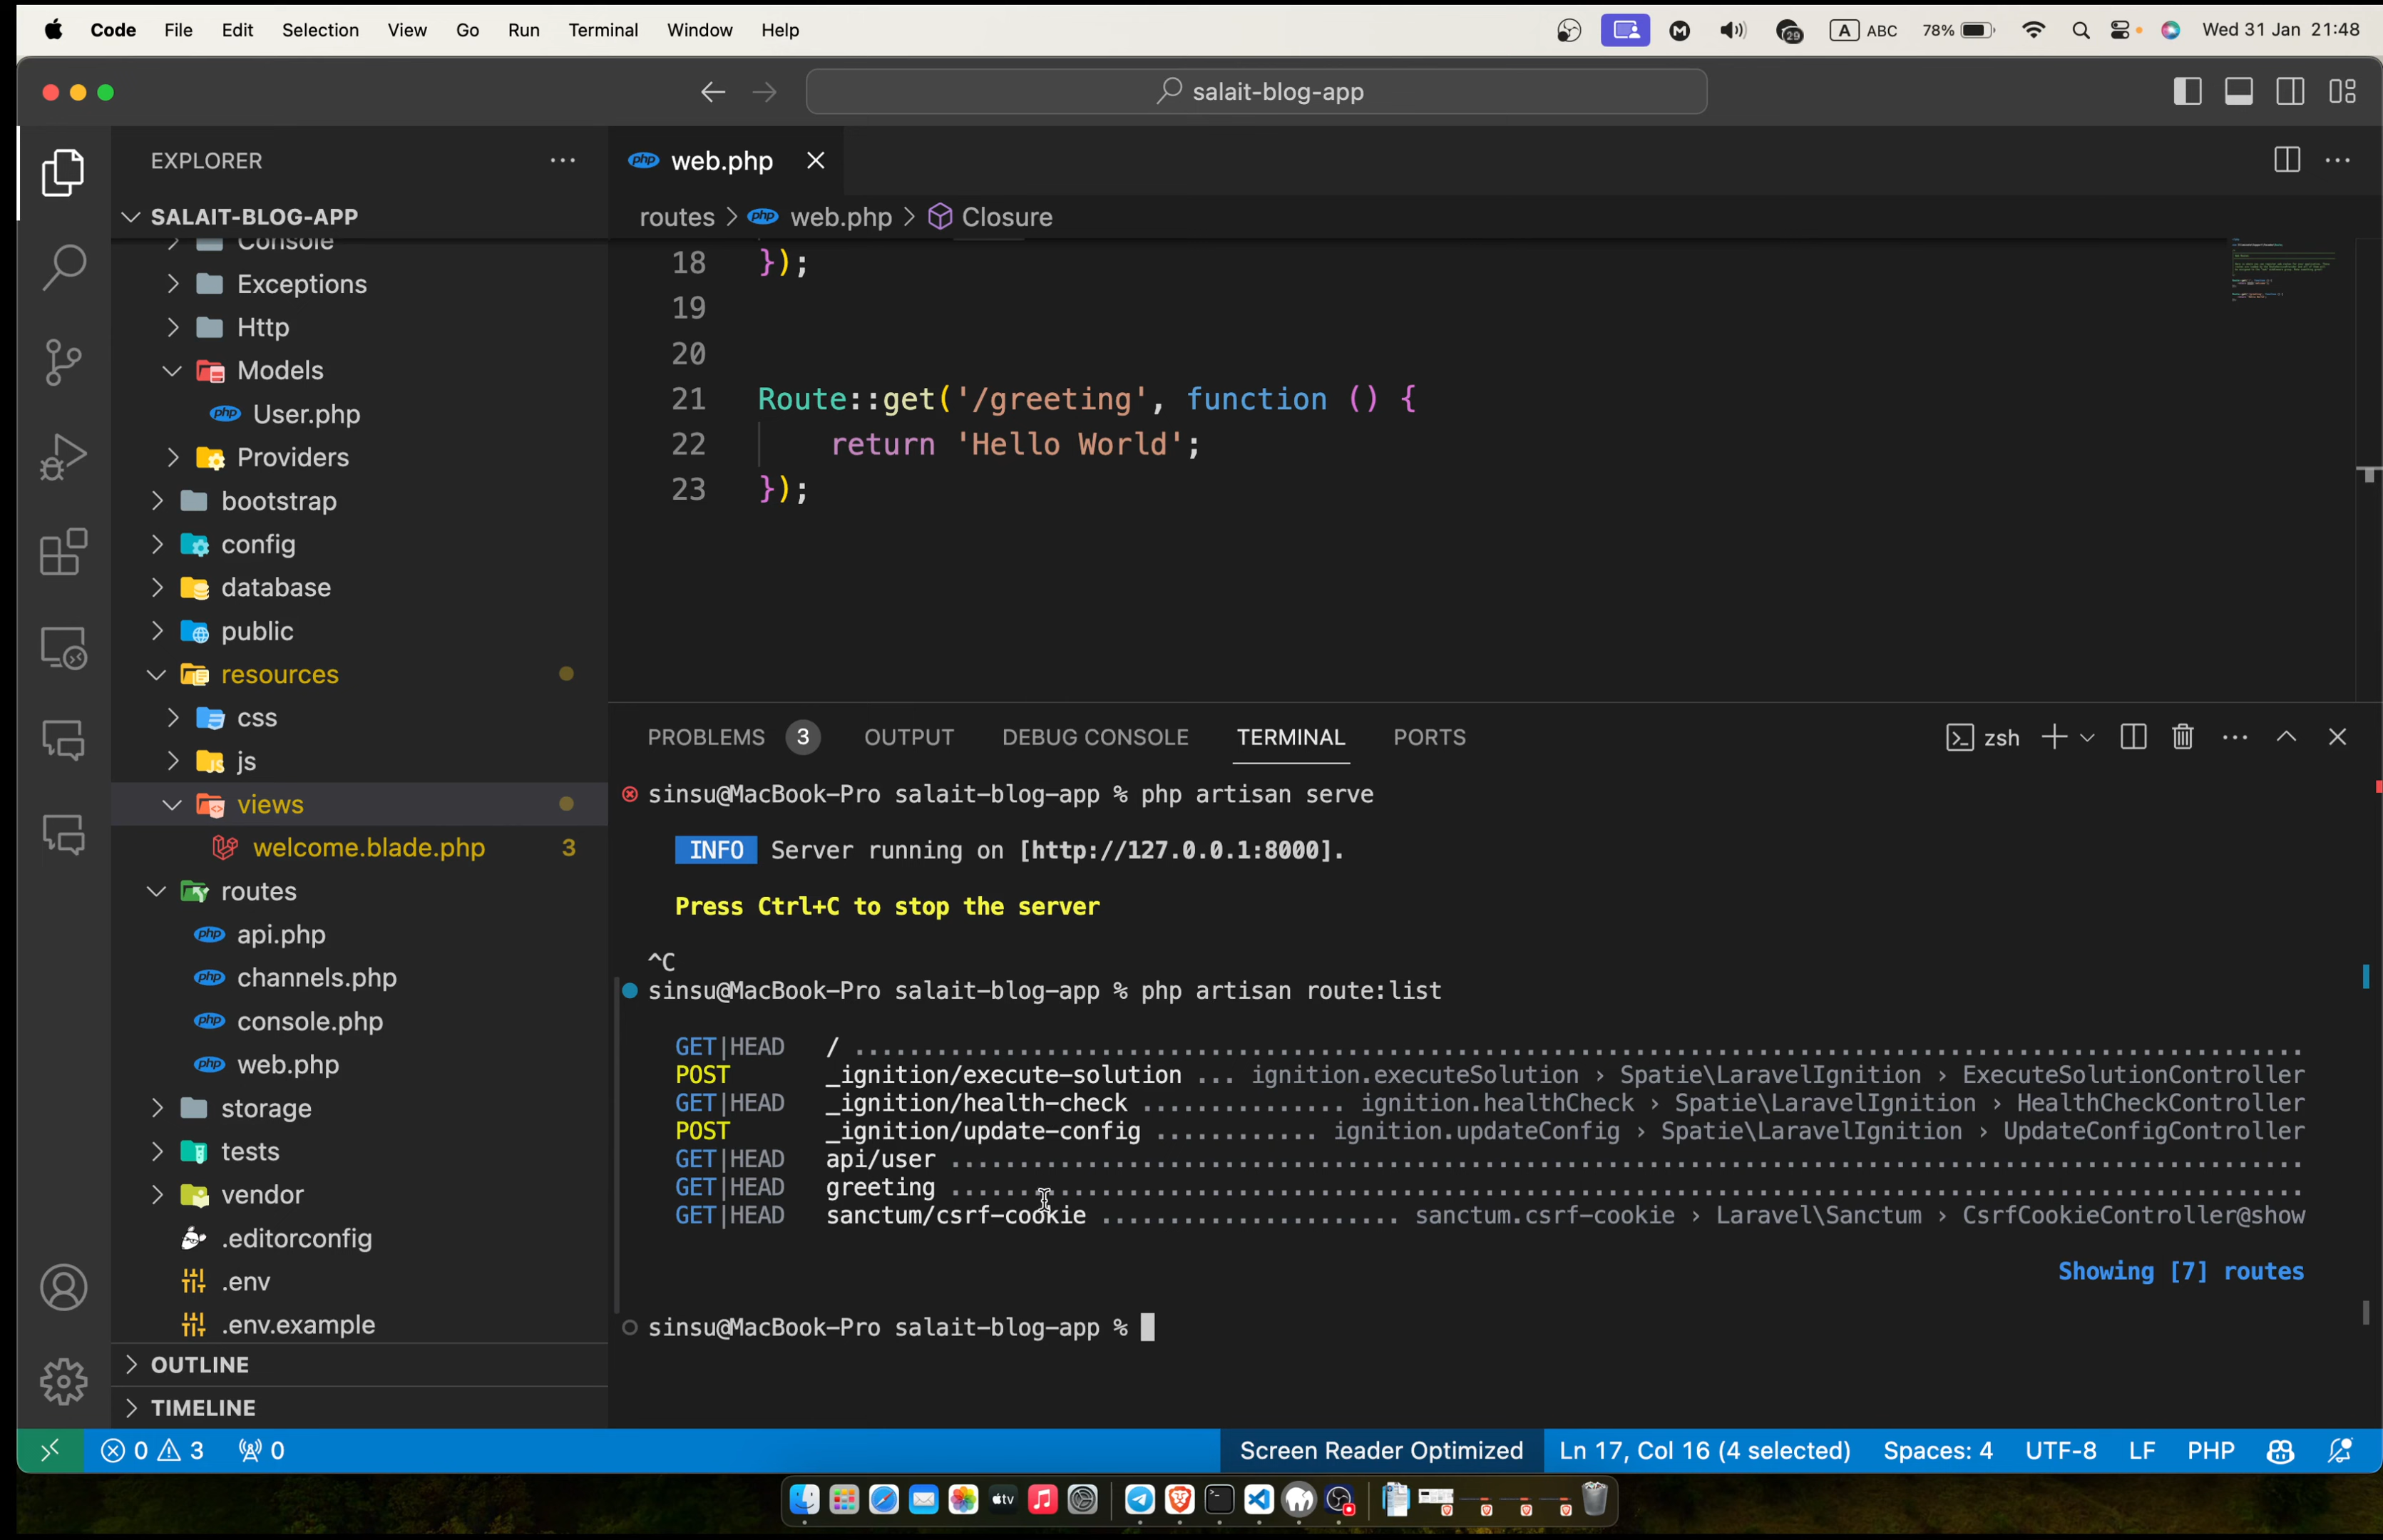 Code File Edit Selection View Go Run Terminal Window Help 29 A ABC 78% Wed 31 Jan 21:48
salait-blog-app
EXPLORER
SALAIT-BLOG-APP
Console
Exceptions
Http
Models
php User.php
Providers
bootstrap
config
database
public
resources
css
js
views
welcome.blade.php 3
routes
php api.php
php channels.php
php console.php
php web.php
storage
tests
vendor
.editorconfig
.env
.env.example
OUTLINE
TIMELINE
php web.php
routes > php web.php > Closure
18 });
19
20
21 Route::get('/greeting', function () {
22 return 'Hello World';
23 });
PROBLEMS 3 OUTPUT DEBUG CONSOLE TERMINAL PORTS zsh
sinsu@MacBook-Pro salait-blog-app % php artisan serve
INFO Server running on [http://127.0.0.1:8000].
Press Ctrl+C to stop the server
^C
sinsu@MacBook-Pro salait-blog-app % php artisan route:list
GET|HEAD / ..........................................................................................................
POST _ignition/execute-solution ... ignition.executeSolution › Spatie\LaravelIgnition › ExecuteSolutionController
GET|HEAD _ignition/health-check ............... ignition.healthCheck › Spatie\LaravelIgnition › HealthCheckController
POST _ignition/update-config ............ ignition.updateConfig › Spatie\LaravelIgnition › UpdateConfigController
GET|HEAD api/user ...................................................................................................
GET|HEAD greeting ...................................................................................................
GET|HEAD sanctum/csrf-cookie ...................... sanctum.csrf-cookie › Laravel\Sanctum › CsrfCookieController@show
Showing [7] routes
sinsu@MacBook-Pro salait-blog-app %
0 3 0 Screen Reader Optimized Ln 17, Col 16 (4 selected) Spaces: 4 UTF-8 LF PHP
tv